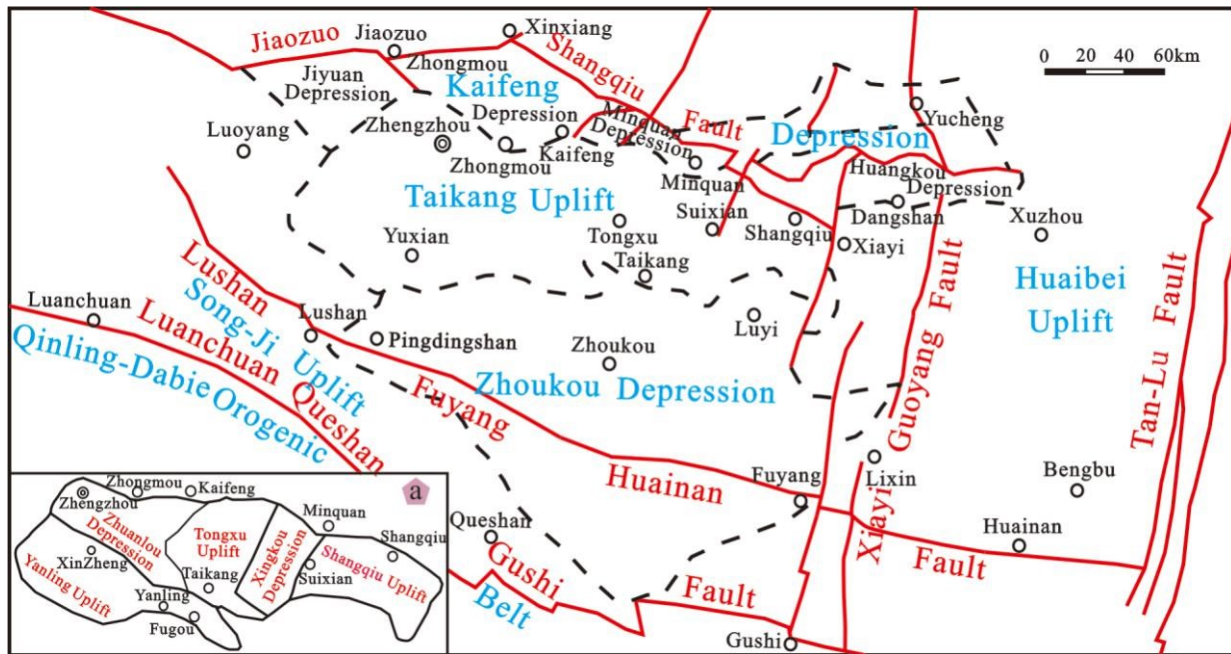 Xinxiang
Jiaozuo
Jiaozuo
Shangqiu
Zhongmou
0 20 40 60km
Jiyuan
Depression
Kaifeng
Yucheng
Minquan
Depression
Fault
Luoyang
Zhengzhou
Depression
Depression
Zhongmou
Kaifeng
Huangkou
Depression
Minquan
Taikang Uplift
Suixian
Dangshan
Xuzhou
Tongxu
Shangqiu
Xiayi
Yuxian
Taikang
Lushan
Song-Ji Uplift
Huaibei
Uplift
Luanchuan
Luanchuan Queshan
Lushan
Luyi
Pingdingshan
Zhoukou
Qinling-Dabie Orogenic
Zhoukou Depression
Guoyang Fault
Tan-Lu Fault
Fuyang
Huainan
Fuyang
Lixin
Bengbu
Xiayi
Queshan
Huainan
Gushi
Fault
Fault
Belt
Gushi
a
Zhongmou
Kaifeng
Zhengzhou
Minquan
Zhuanlou
Depression
Tongxu
Uplift
Xingkou
Depression
Shangqiu
XinZheng
Shangqiu Uplift
Suixian
Yanling Uplift
Taikang
Yanling
Fugou